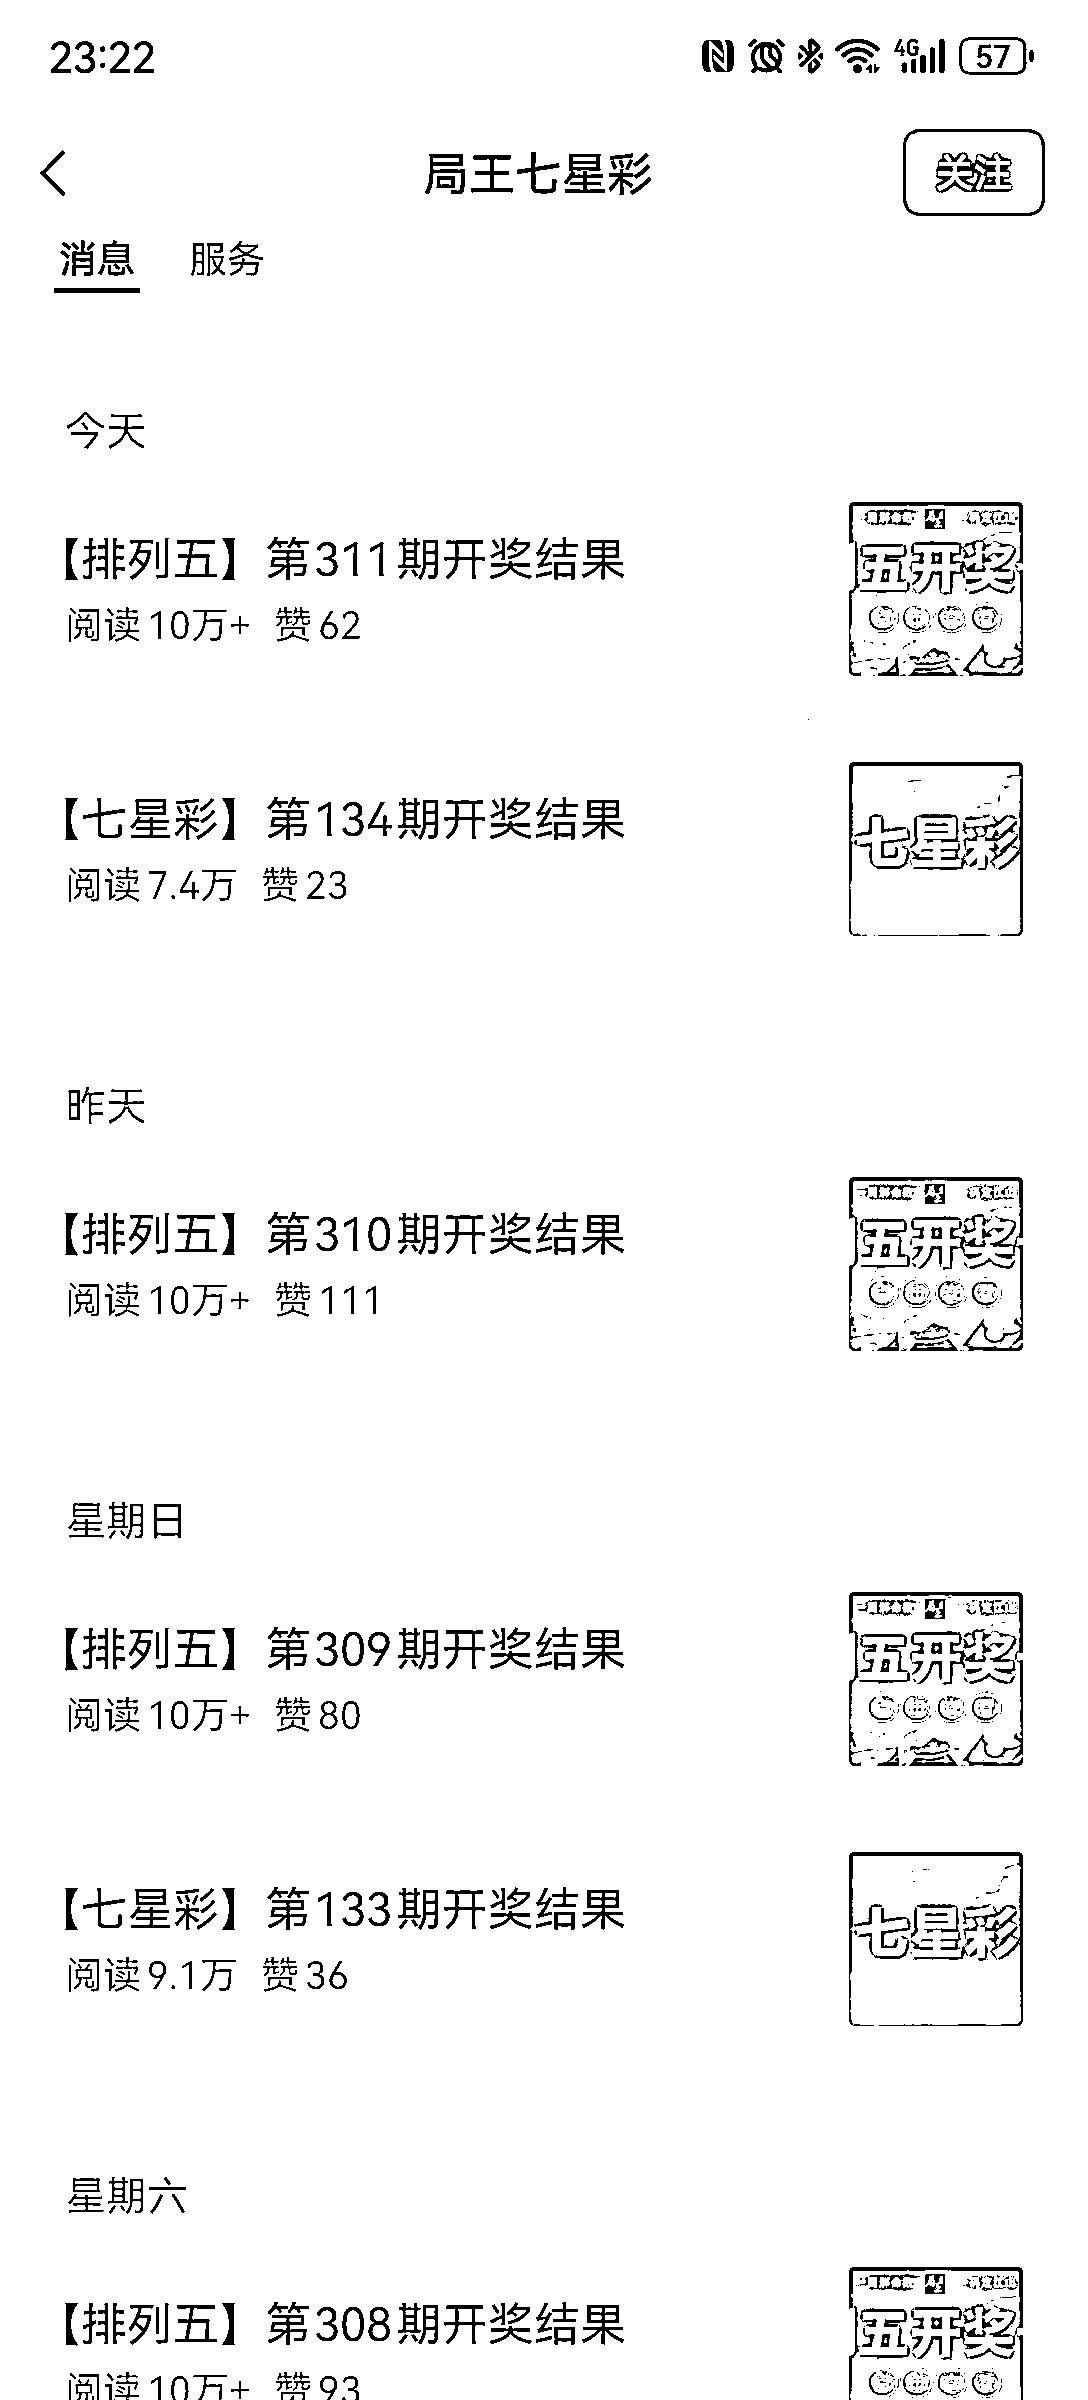 23:22
4G
57
局王七星彩
关注
消息 服务
今天
【排列五】第311期开奖结果
阅读 10万+ 赞 62
五开奖
【七星彩】第134期开奖结果
阅读 7.4万 赞 23
七星彩
昨天
【排列五】第310期开奖结果
阅读 10万+ 赞 111
五开奖
星期日
【排列五】第309期开奖结果
阅读 10万+ 赞 80
五开奖
【七星彩】第133期开奖结果
阅读 9.1万 赞 36
七星彩
星期六
【排列五】第308期开奖结果
阅读 10万+ 赞 93
五开奖